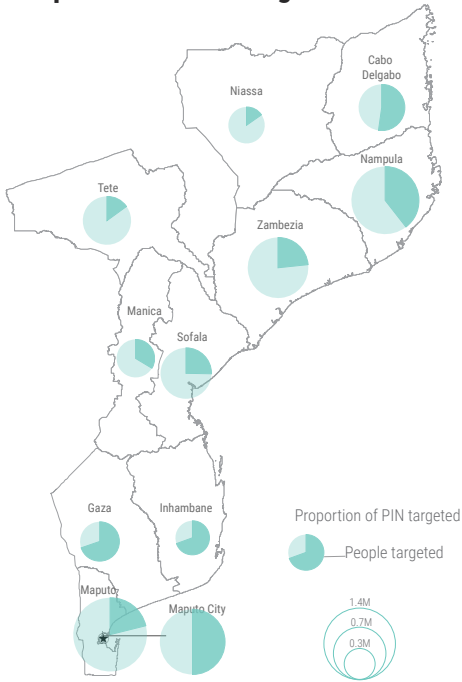 Cabo
Delgabo
Niassa
Nampula
Tete
Zambezia
Manica
Sofala
Gaza
Inhambane
Proportion of PIN targeted
People targeted
Maputo
Maputo City
1.4M
0.7M
0.3M